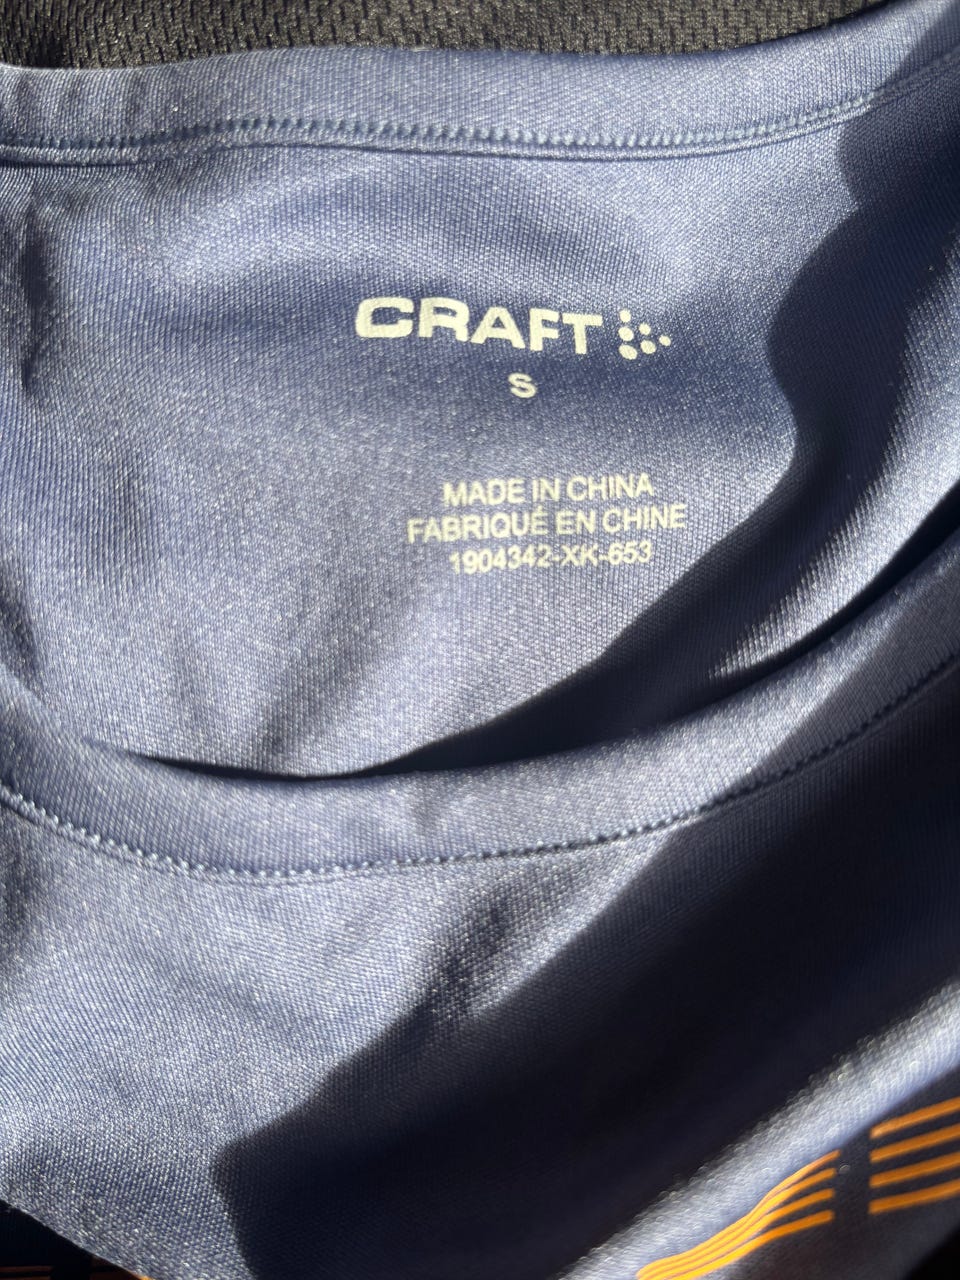 CRAFT
S
MADE IN CHINA
FABRIQUÉ EN CHINE
1904342-XK-653